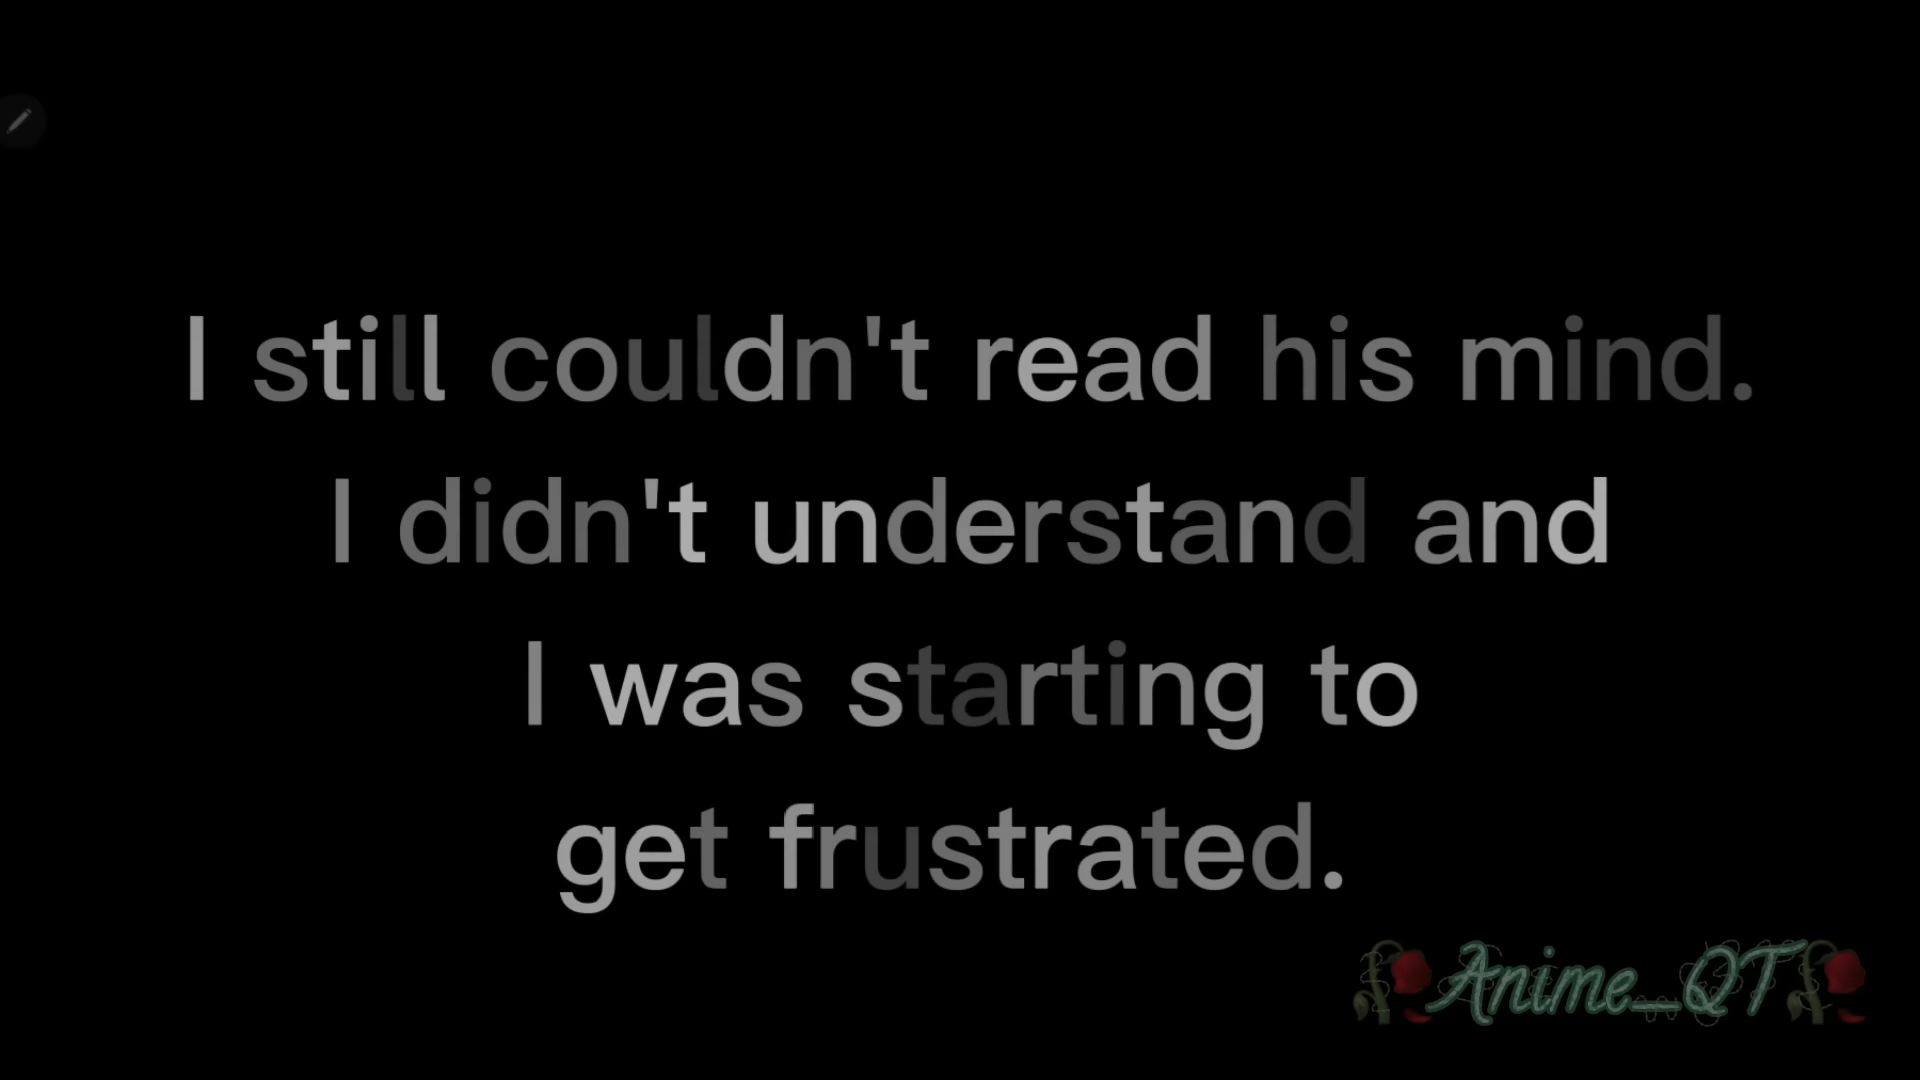 I still couldn't read his mind.
I didn't understand and
I was starting to
get frustrated.
Anime_QT